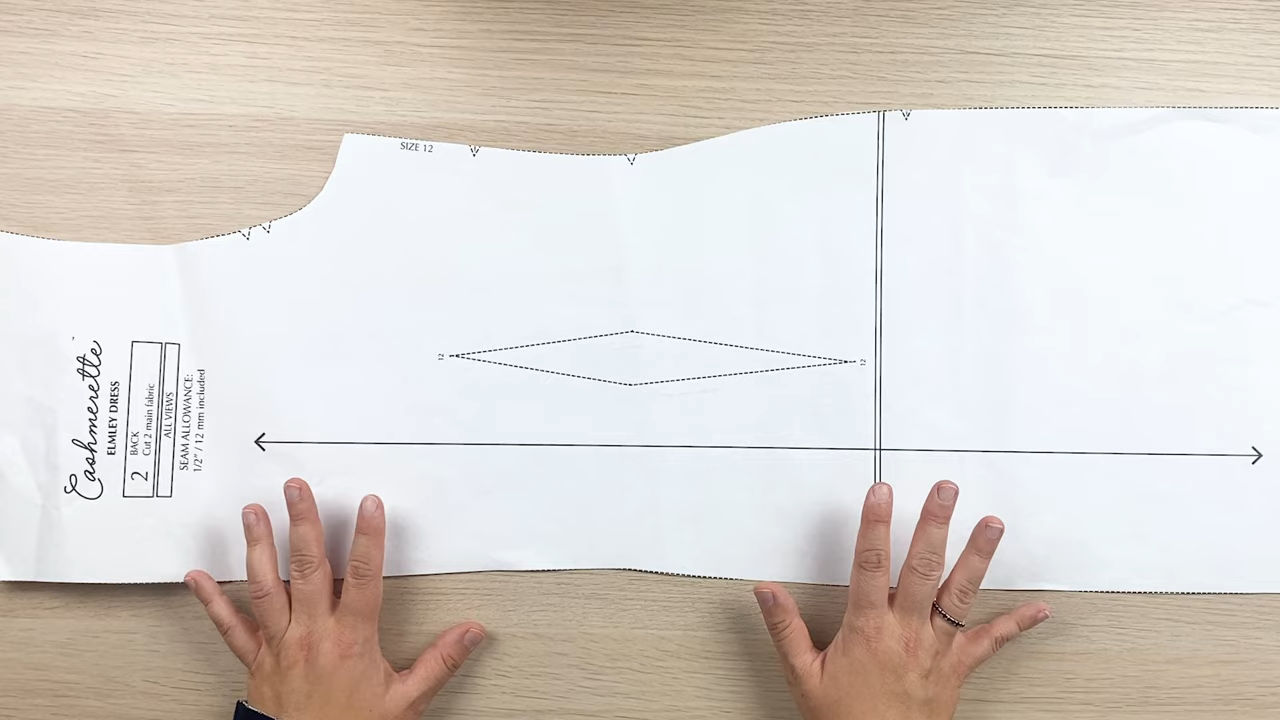 SIZE 12
12
12
Cashmerette™
ELMLEY DRESS
2
BACK
Cut 2 main fabric
ALL VIEWS
SEAM ALLOWANCE:
1/2" / 12 mm included